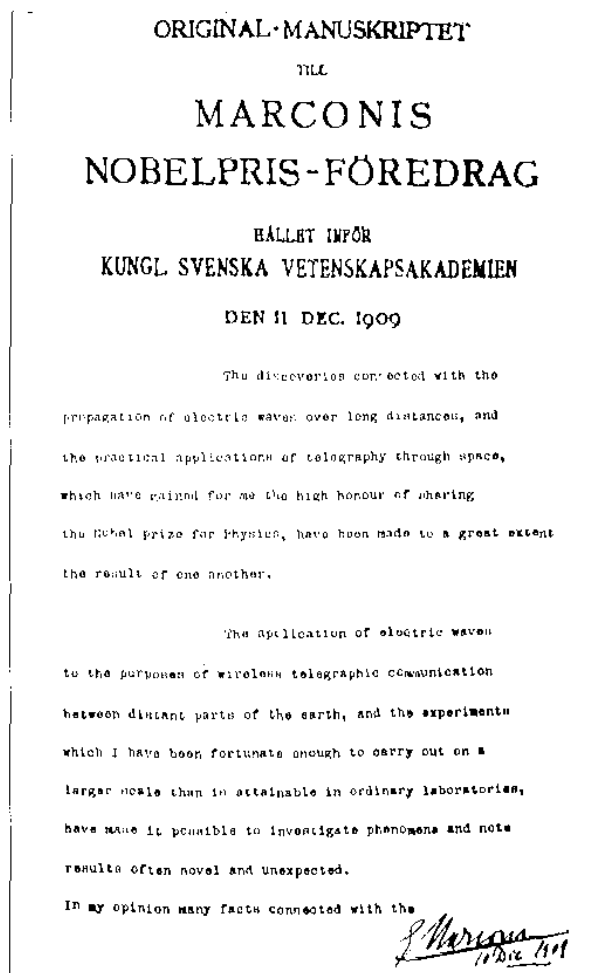 ORIGINAL·MANUSKRIPTET
TILL
MARCONIS
NOBELPRIS-FÖREDRAG
HÅLLET INFÖR
KUNGL. SVENSKA VETENSKAPSAKADEMIEN
DEN 11 DEC. 1909
The discoveries connected with the
propagation of electric waves over long distances, and
the practical applications of telegraphy through space,
which have gained for me the high honour of sharing
the Nobel prize for Physics, have been made to a great extent
the result of one another.
The application of electric waves
to the purposes of wireless telegraphic communication
between distant parts of the earth, and the experiments
which I have been fortunate enough to carry out on a
larger scale than is attainable in ordinary laboratories,
have made it possible to investigate phenomena and note
results often novel and unexpected.
In my opinion many facts connected with the
G. Marconi
10 Dec 1909